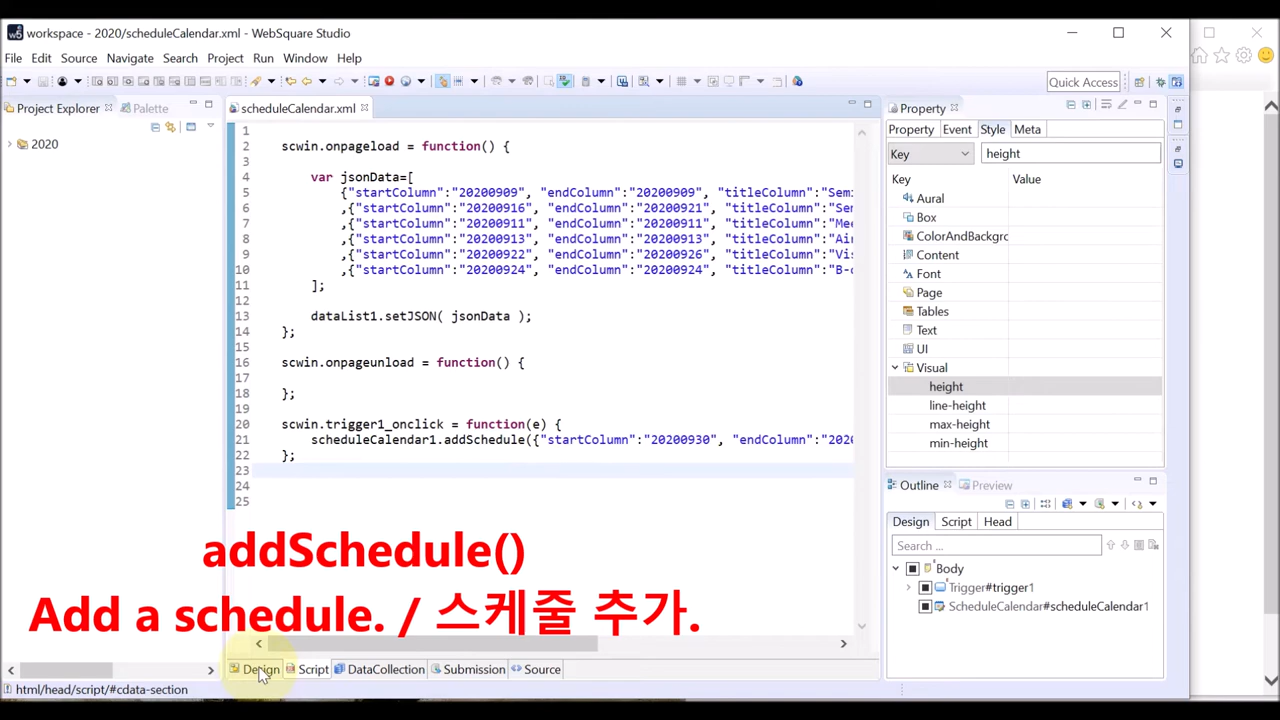 workspace - 2020/scheduleCalendar.xml - WebSquare Studio
File Edit Source Navigate Search Project Run Window Help
Quick Access
Project Explorer Palette
2020
scheduleCalendar.xml
1
2 scwin.onpageload = function() {
3
4 var jsonData=[
5 {"startColumn":"20200909", "endColumn":"20200909", "titleColumn":"Semi
6 ,{"startColumn":"20200916", "endColumn":"20200921", "titleColumn":"Sem
7 ,{"startColumn":"20200911", "endColumn":"20200911", "titleColumn":"Mee
8 ,{"startColumn":"20200913", "endColumn":"20200913", "titleColumn":"Air
9 ,{"startColumn":"20200922", "endColumn":"20200926", "titleColumn":"Vis
10 ,{"startColumn":"20200924", "endColumn":"20200924", "titleColumn":"B-c
11 ];
12
13 dataList1.setJSON( jsonData );
14 };
15
16 scwin.onpageunload = function() {
17
18 };
19
20 scwin.trigger1_onclick = function(e) {
21 scheduleCalendar1.addSchedule({"startColumn":"20200930", "endColumn":"202
22 };
23
24
25
addSchedule()
Add a schedule. / 스케줄 추가.
Design Script DataCollection Submission Source
html/head/script/#cdata-section
Property
Property Event Style Meta
Key height
Key Value
Aural
Box
ColorAndBackgrc
Content
Font
Page
Tables
Text
UI
Visual
height
line-height
max-height
min-height
Outline Preview
Design Script Head
Search ...
Body
Trigger#trigger1
ScheduleCalendar#scheduleCalendar1